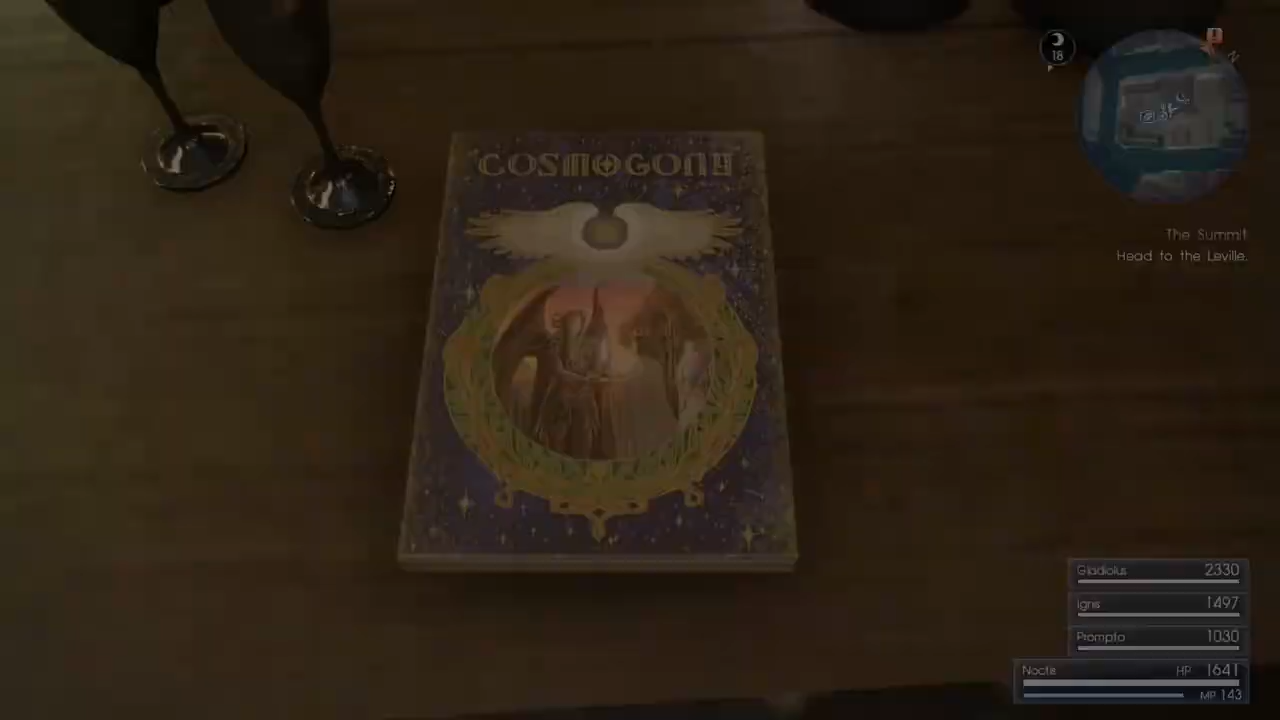 COSMOGONY
18
N
The Summit
Head to the Leville.
Gladiolus 2330
Ignis 1497
Prompto 1030
Noctis HP 1641
MP 143